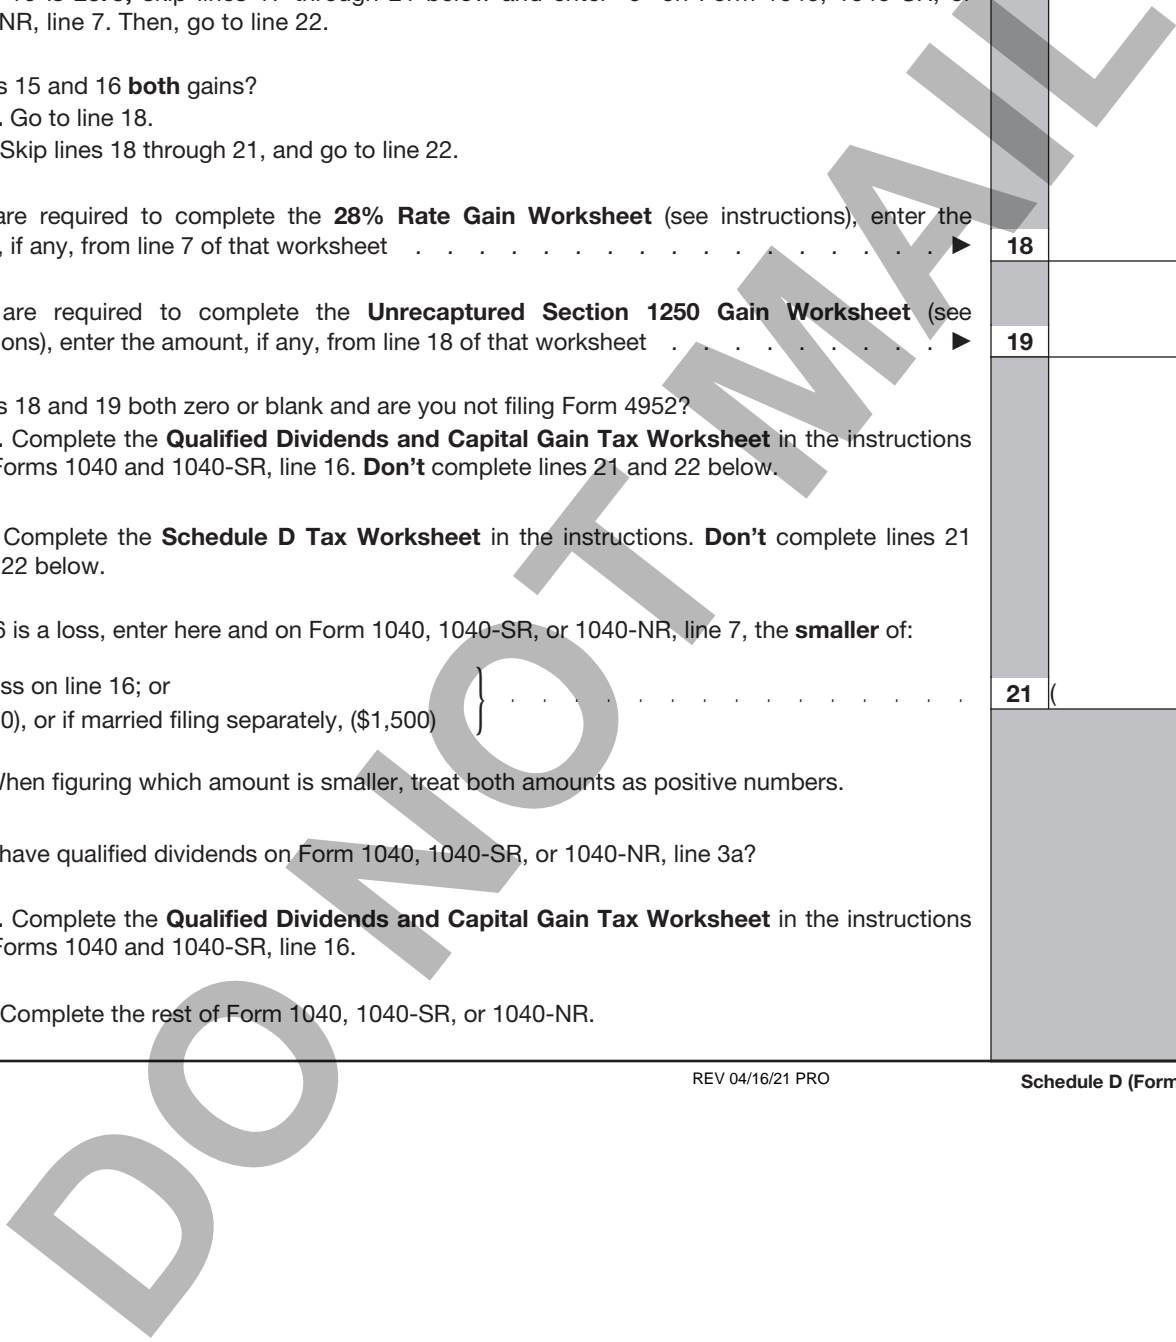 NR, line 7. Then, go to line 22.
s 15 and 16 both gains?
. Go to line 18.
Skip lines 18 through 21, and go to line 22.
are required to complete the 28% Rate Gain Worksheet (see instructions), enter the
, if any, from line 7 of that worksheet . . . . . . . . . . . . . . . . . ▶ 18
are required to complete the Unrecaptured Section 1250 Gain Worksheet (see
ons), enter the amount, if any, from line 18 of that worksheet . . . . . . . . . ▶ 19
s 18 and 19 both zero or blank and are you not filing Form 4952?
. Complete the Qualified Dividends and Capital Gain Tax Worksheet in the instructions
Forms 1040 and 1040-SR, line 16. Don't complete lines 21 and 22 below.
Complete the Schedule D Tax Worksheet in the instructions. Don't complete lines 21
22 below.
6 is a loss, enter here and on Form 1040, 1040-SR, or 1040-NR, line 7, the smaller of:
ss on line 16; or
. . . . . . . . . . . . . . . 21 (
0), or if married filing separately, ($1,500)
When figuring which amount is smaller, treat both amounts as positive numbers.
have qualified dividends on Form 1040, 1040-SR, or 1040-NR, line 3a?
. Complete the Qualified Dividends and Capital Gain Tax Worksheet in the instructions
Forms 1040 and 1040-SR, line 16.
Complete the rest of Form 1040, 1040-SR, or 1040-NR.
REV 04/16/21 PRO Schedule D (Form
DO NOT MAIL